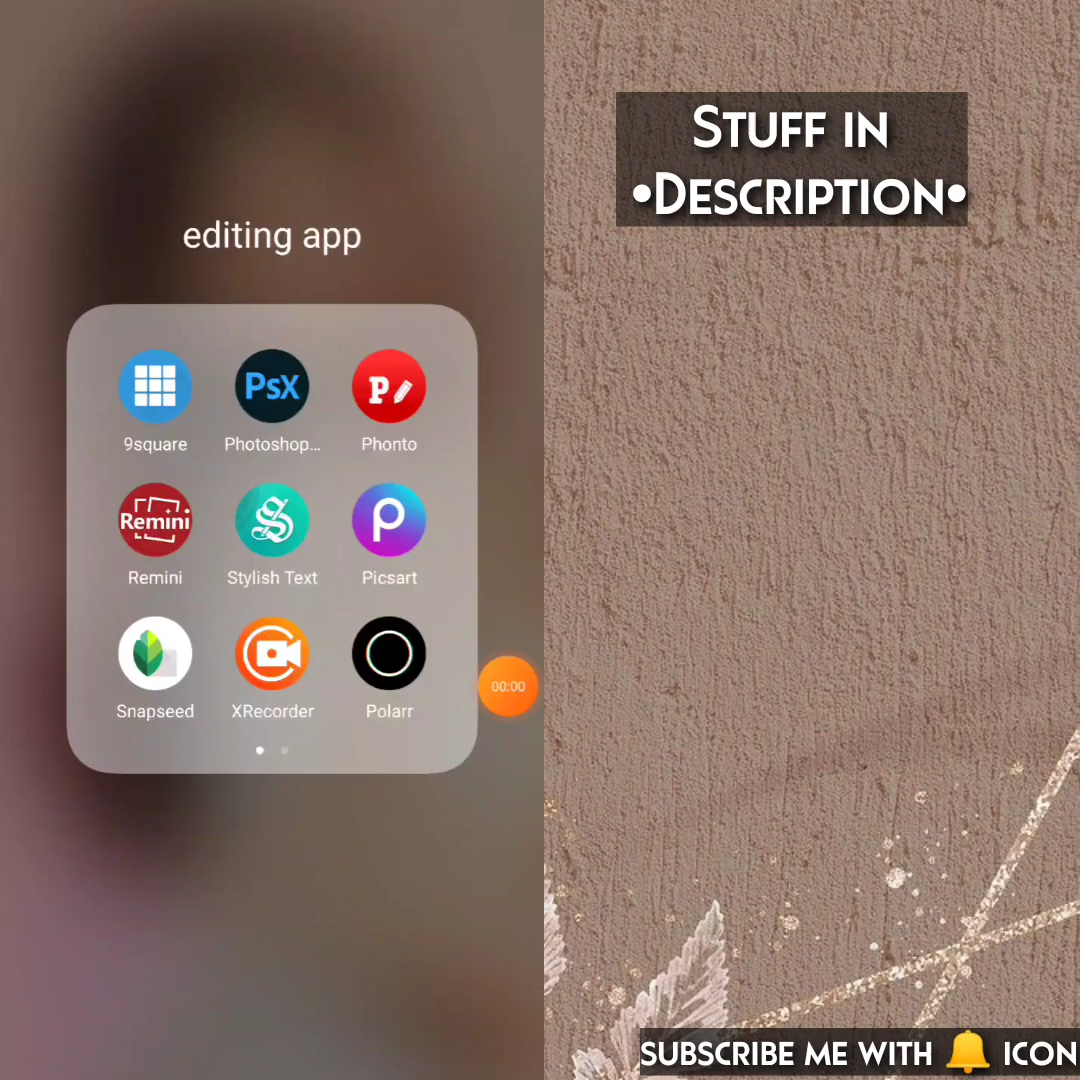 editing app
PsX
P
9square
Photoshop...
Phonto
Remini
S
P
Remini
Stylish Text
Picsart
Snapseed
XRecorder
Polarr
00:00
STUFF IN
•DESCRIPTION•
SUBSCRIBE ME WITH 🔔 ICON